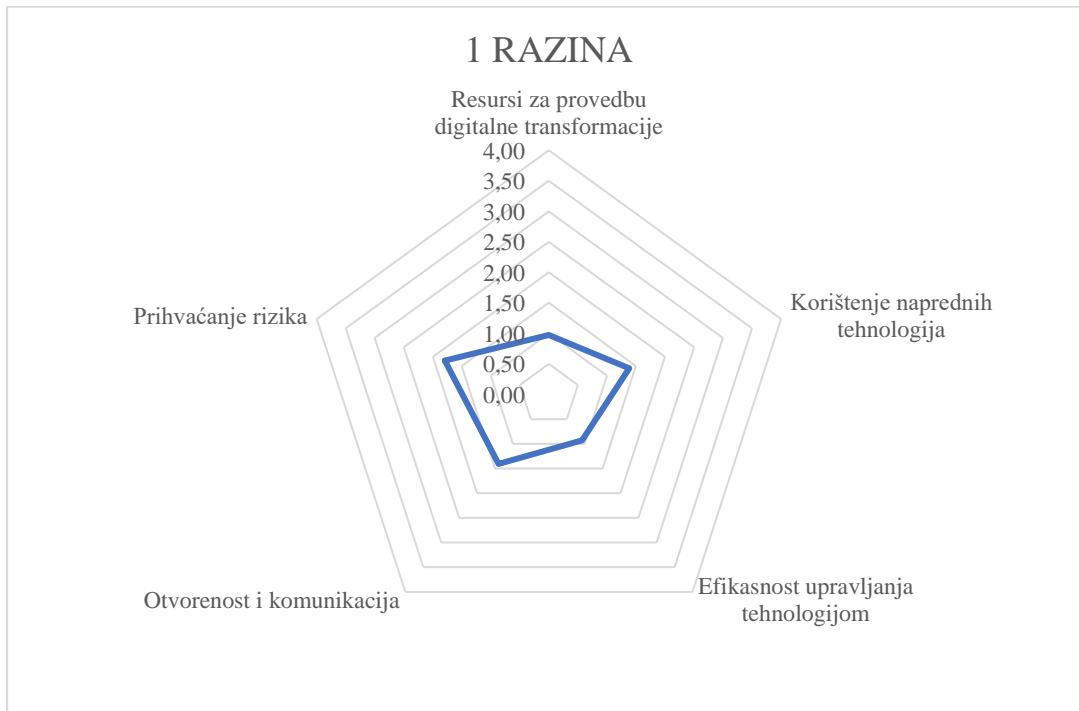 1 RAZINA
Resursi za provedbu
digitalne transformacije
4,00
3,50
3,00
2,50
2,00
1,50
1,00
0,50
0,00
Korištenje naprednih
tehnologija
Efikasnost upravljanja
tehnologijom
Otvorenost i komunikacija
Prihvaćanje rizika